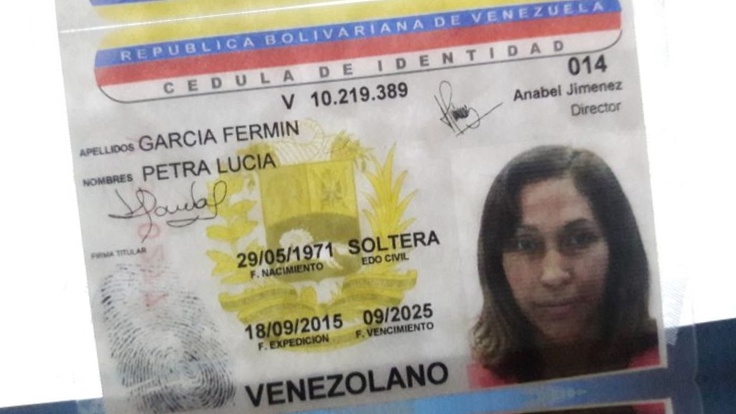 REPUBLICA BOLIVARIANA DE VENEZUELA
CEDULA DE IDENTIDAD
014
V 10.219.389
Anabel Jimenez
Director
APELLIDOS GARCIA FERMIN
NOMBRES PETRA LUCIA
FIRMA TITULAR
29/05/1971 SOLTERA
F. NACIMIENTO EDO CIVIL
18/09/2015 09/2025
F. EXPEDICION F. VENCIMIENTO
VENEZOLANO